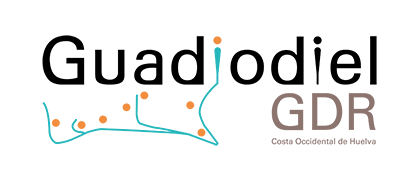 Guadiodiel
GDR
Costa Occidental de Huelva